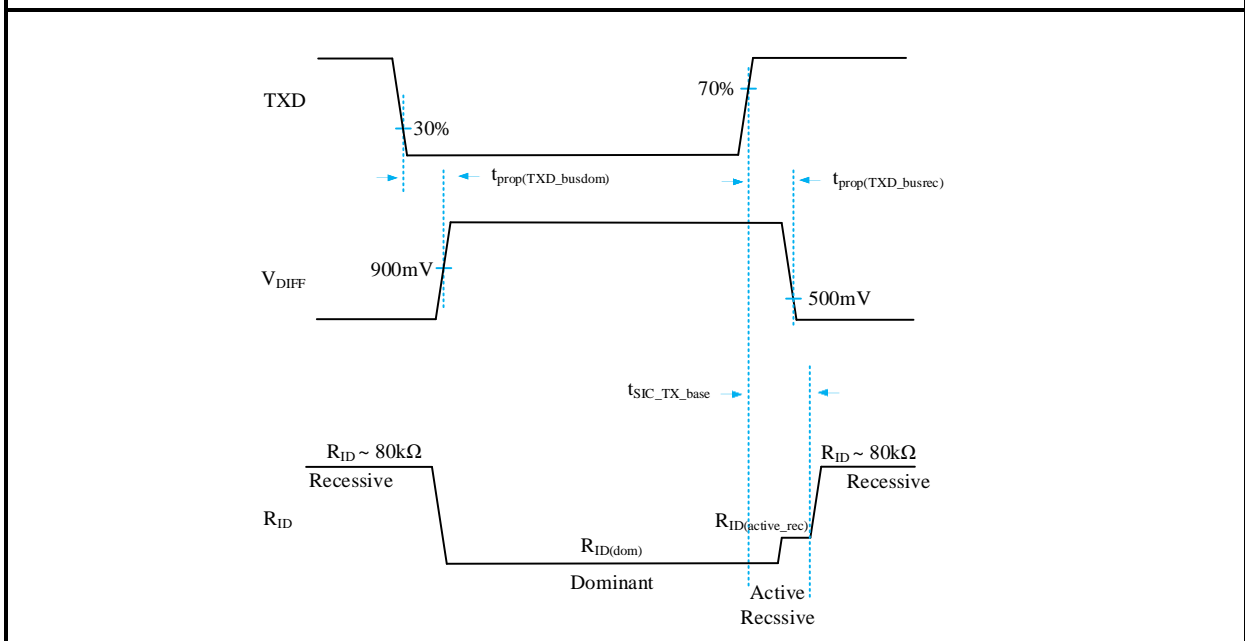 TXD
30%
70%
tprop(TXD_busdom)
tprop(TXD_busrec)
VDIFF
900mV
500mV
tSIC_TX_base
RID ~ 80kΩ
Recessive
RID ~ 80kΩ
Recessive
RID
RID(active_rec)
RID(dom)
Dominant
Active
Recssive